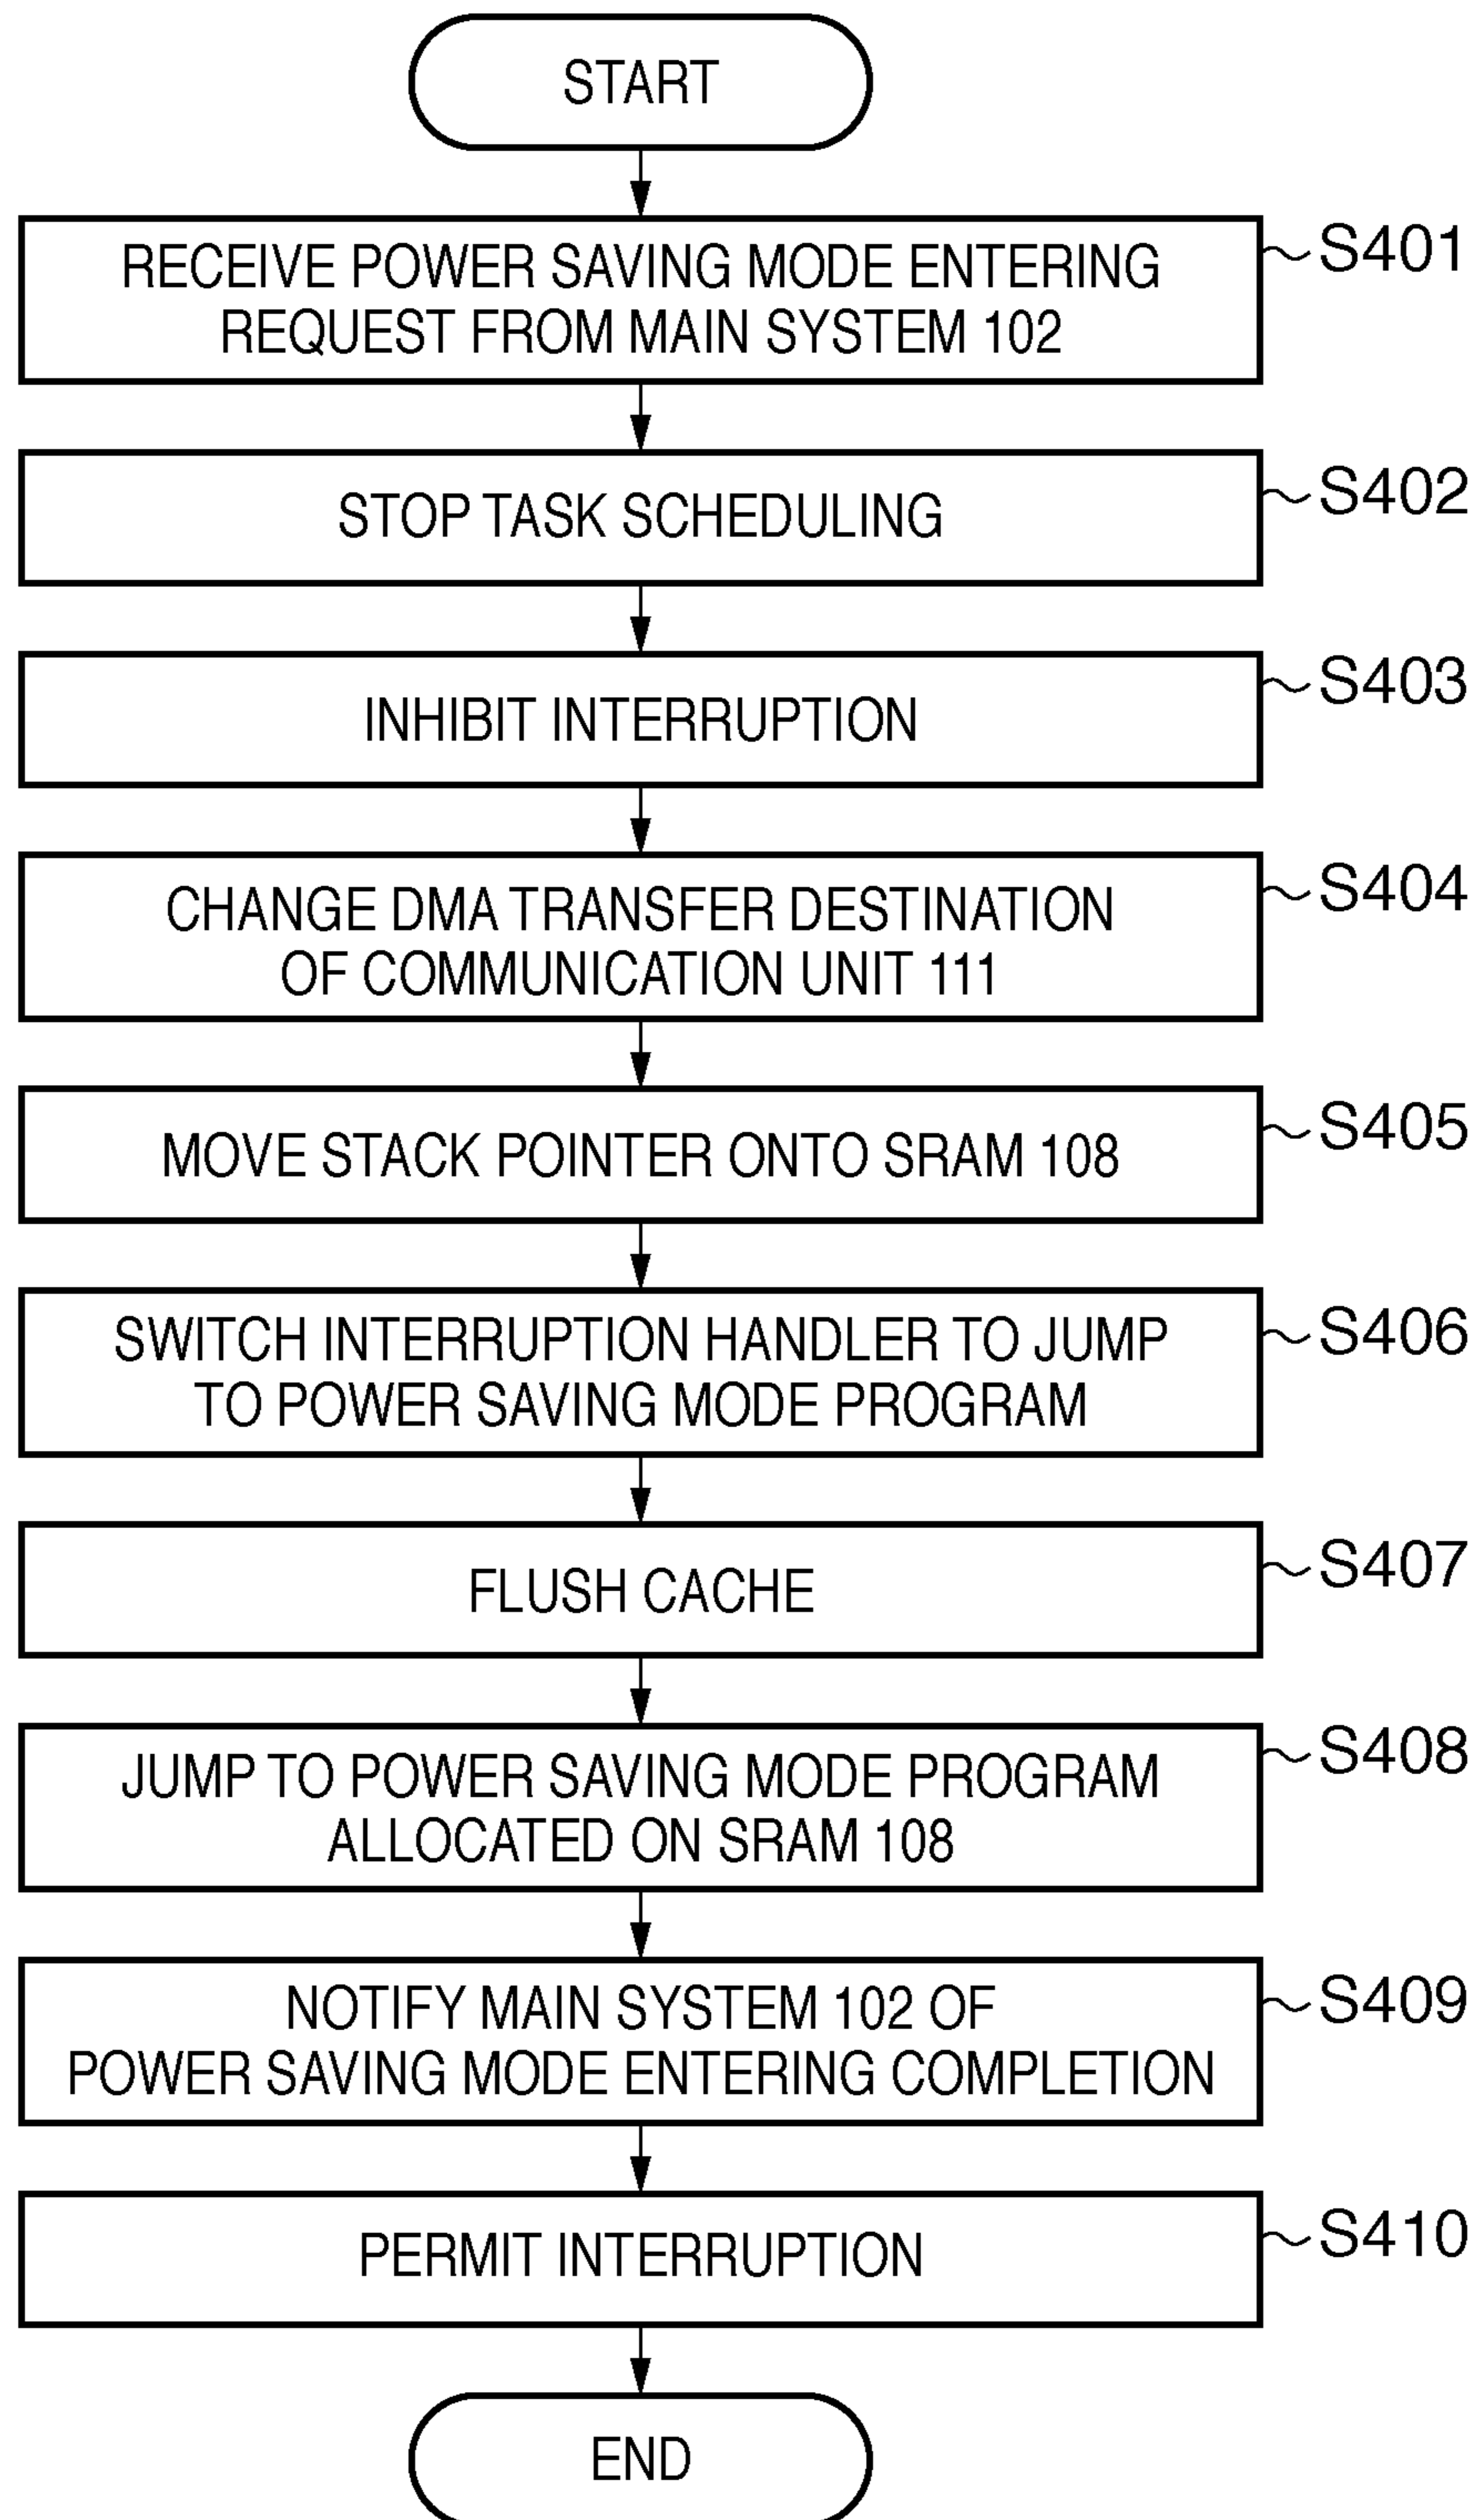 START
RECEIVE POWER SAVING MODE ENTERING
REQUEST FROM MAIN SYSTEM 102
S401
STOP TASK SCHEDULING
S402
INHIBIT INTERRUPTION
S403
CHANGE DMA TRANSFER DESTINATION
OF COMMUNICATION UNIT 111
S404
MOVE STACK POINTER ONTO SRAM 108
S405
SWITCH INTERRUPTION HANDLER TO JUMP
TO POWER SAVING MODE PROGRAM
S406
FLUSH CACHE
S407
JUMP TO POWER SAVING MODE PROGRAM
ALLOCATED ON SRAM 108
S408
NOTIFY MAIN SYSTEM 102 OF
POWER SAVING MODE ENTERING COMPLETION
S409
PERMIT INTERRUPTION
S410
END